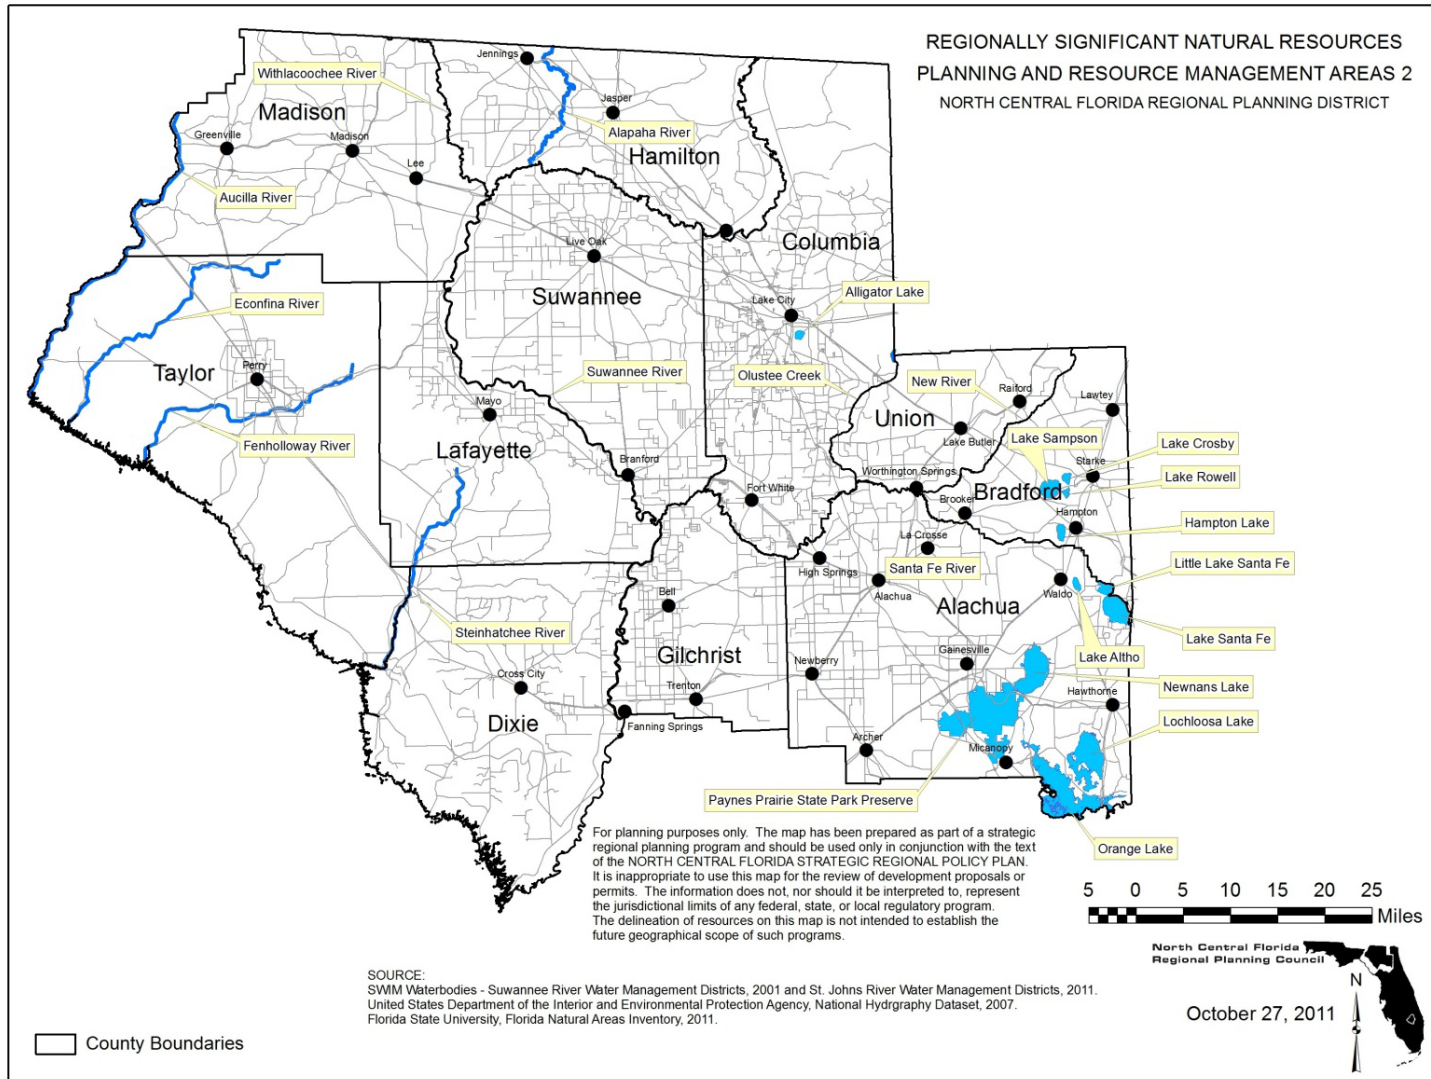 REGIONALLY SIGNIFICANT NATURAL RESOURCES
PLANNING AND RESOURCE MANAGEMENT AREAS 2
NORTH CENTRAL FLORIDA REGIONAL PLANNING DISTRICT
Jennings
Withlacoochee River
Jasper
Madison
Alapaha River
Greenville
Madison
Hamilton
Lee
Aucilla River
Live Oak
Columbia
Econfina River
Suwannee
Lake City
Alligator Lake
Taylor
Perry
Suwannee River
Olustee Creek
New River
Raiford
Lawtey
Mayo
Union
Fenholloway River
Lafayette
Lake Butler
Lake Sampson
Lake Crosby
Branford
Worthington Springs
Starke
Lake Rowell
Fort White
Brooker
Bradford
Hampton
Hampton Lake
La Crosse
High Springs
Santa Fe River
Little Lake Santa Fe
Bell
Alachua
Alachua
Waldo
Steinhatchee River
Lake Santa Fe
Gilchrist
Newberry
Gainesville
Lake Altho
Cross City
Trenton
Newnans Lake
Hawthorne
Dixie
Fanning Springs
Lochloosa Lake
Archer
Micanopy
Paynes Prairie State Park Preserve
Orange Lake
For planning purposes only. The map has been prepared as part of a strategic
regional planning program and should be used only in conjunction with the text
of the NORTH CENTRAL FLORIDA STRATEGIC REGIONAL POLICY PLAN.
It is inappropriate to use this map for the review of development proposals or
permits. The information does not, nor should it be interpreted to, represent
the jurisdictional limits of any federal, state, or local regulatory program.
The delineation of resources on this map is not intended to establish the
future geographical scope of such programs.
5 0 5 10 15 20 25
Miles
North Central Florida
Regional Planning Council
N
SOURCE:
SWIM Waterbodies - Suwannee River Water Management Districts, 2001 and St. Johns River Water Management Districts, 2011.
United States Department of the Interior and Environmental Protection Agency, National Hydrgraphy Dataset, 2007.
Florida State University, Florida Natural Areas Inventory, 2011.
October 27, 2011
County Boundaries